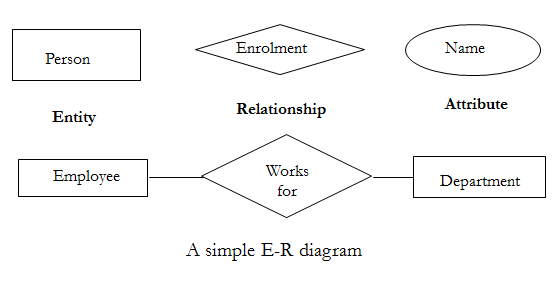 Person
Enrolment
Name
Entity
Relationship
Attribute
Employee
Works
for
Department
A simple E-R diagram